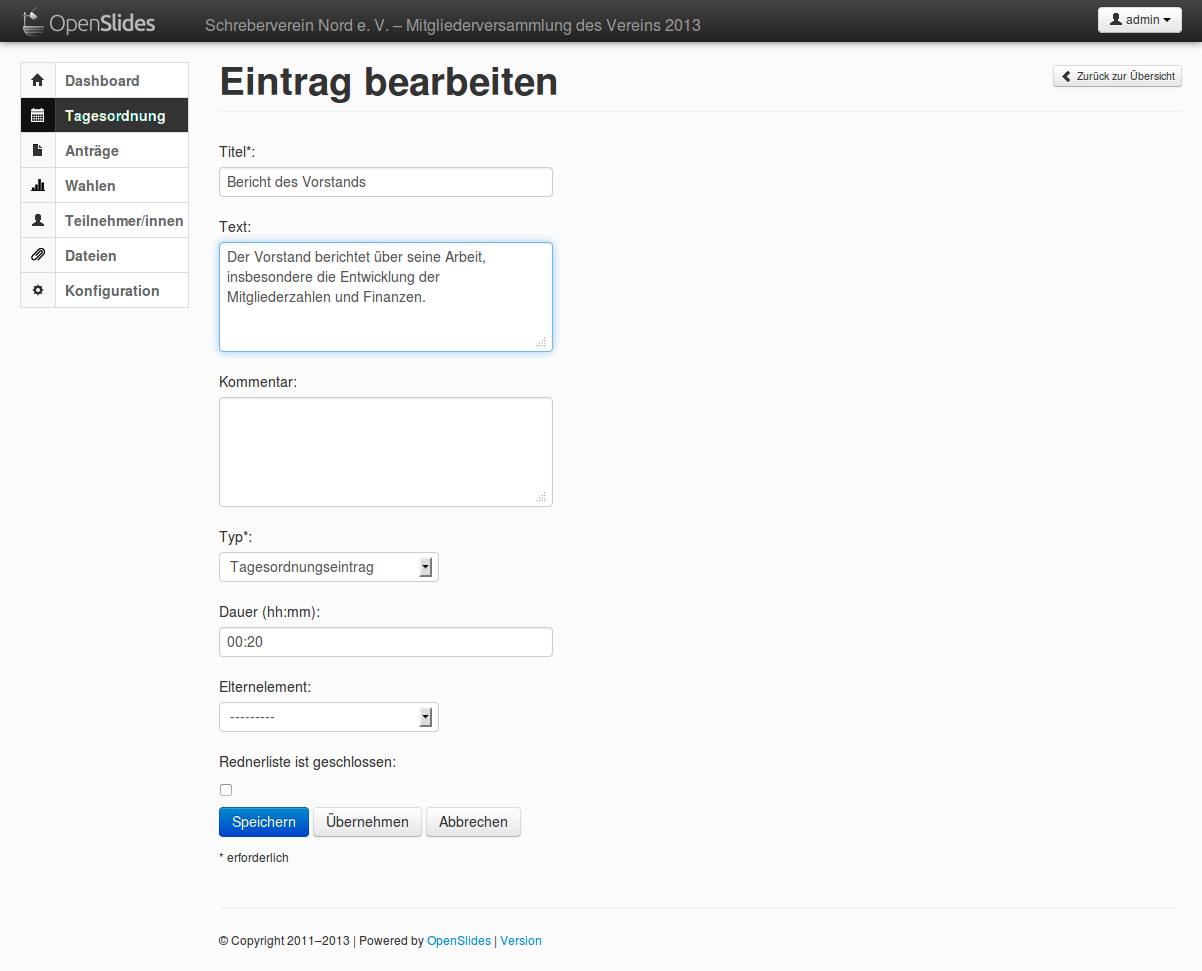 OpenSlides
Schreberverein Nord e. V. – Mitgliederversammlung des Vereins 2013
admin
Dashboard
Tagesordnung
Anträge
Wahlen
Teilnehmer/innen
Dateien
Konfiguration
Eintrag bearbeiten
Zurück zur Übersicht
Titel*:
Bericht des Vorstands
Text:
Der Vorstand berichtet über seine Arbeit,
insbesondere die Entwicklung der
Mitgliederzahlen und Finanzen.
Kommentar:
Typ*:
Tagesordnungseintrag
Dauer (hh:mm):
00:20
Elternelement:
---------
Rednerliste ist geschlossen:
Speichern Übernehmen Abbrechen
* erforderlich
© Copyright 2011–2013 | Powered by OpenSlides | Version